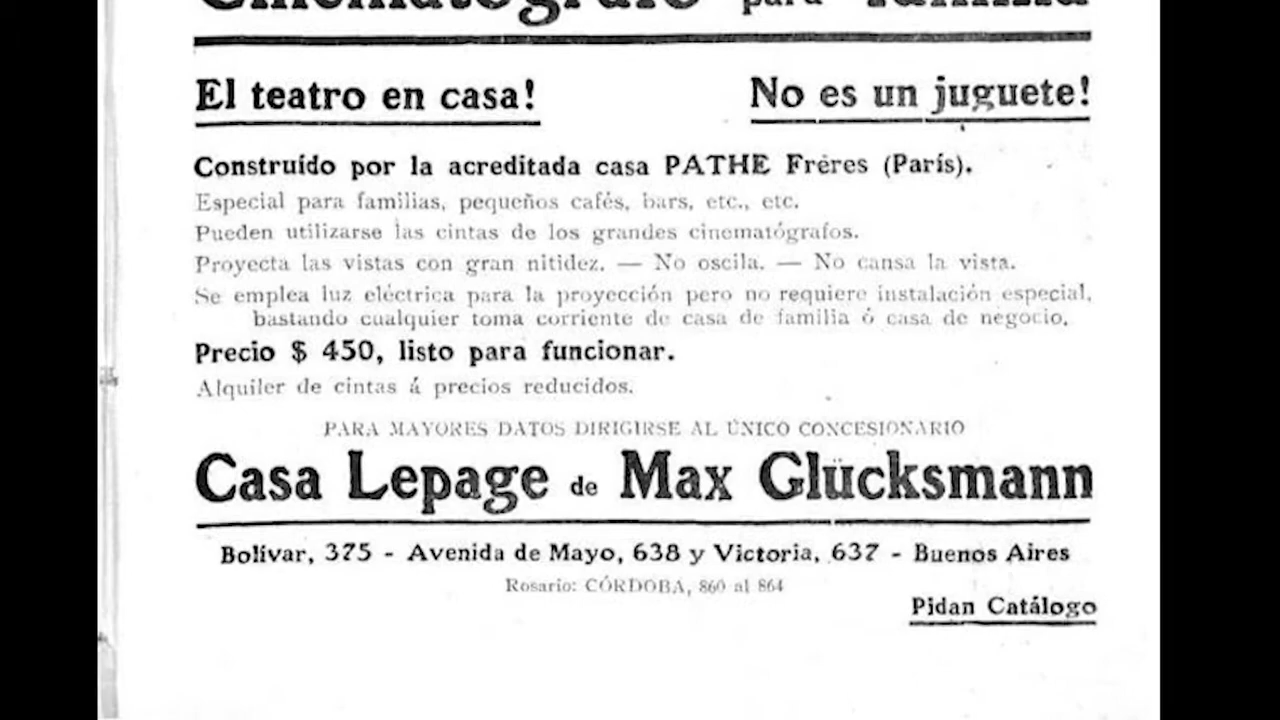 Cinematógrafo para familia
El teatro en casa! No es un juguete!
Construído por la acreditada casa PATHE Fréres (París).
Especial para familias, pequeños cafés, bars, etc., etc.
Pueden utilizarse las cintas de los grandes cinematógrafos.
Proyecta las vistas con gran nitidez. — No oscila. — No cansa la vista.
Se emplea luz eléctrica para la proyección pero no requiere instalación especial,
bastando cualquier toma corriente de casa de familia ó casa de negocio.
Precio $ 450, listo para funcionar.
Alquiler de cintas á precios reducidos.
PARA MAYORES DATOS DIRIGIRSE AL ÚNICO CONCESIONARIO
Casa Lepage de Max Glücksmann
Bolívar, 375 - Avenida de Mayo, 638 y Victoria, 637 - Buenos Aires
Rosario: CÓRDOBA, 860 al 864
Pidan Catálogo